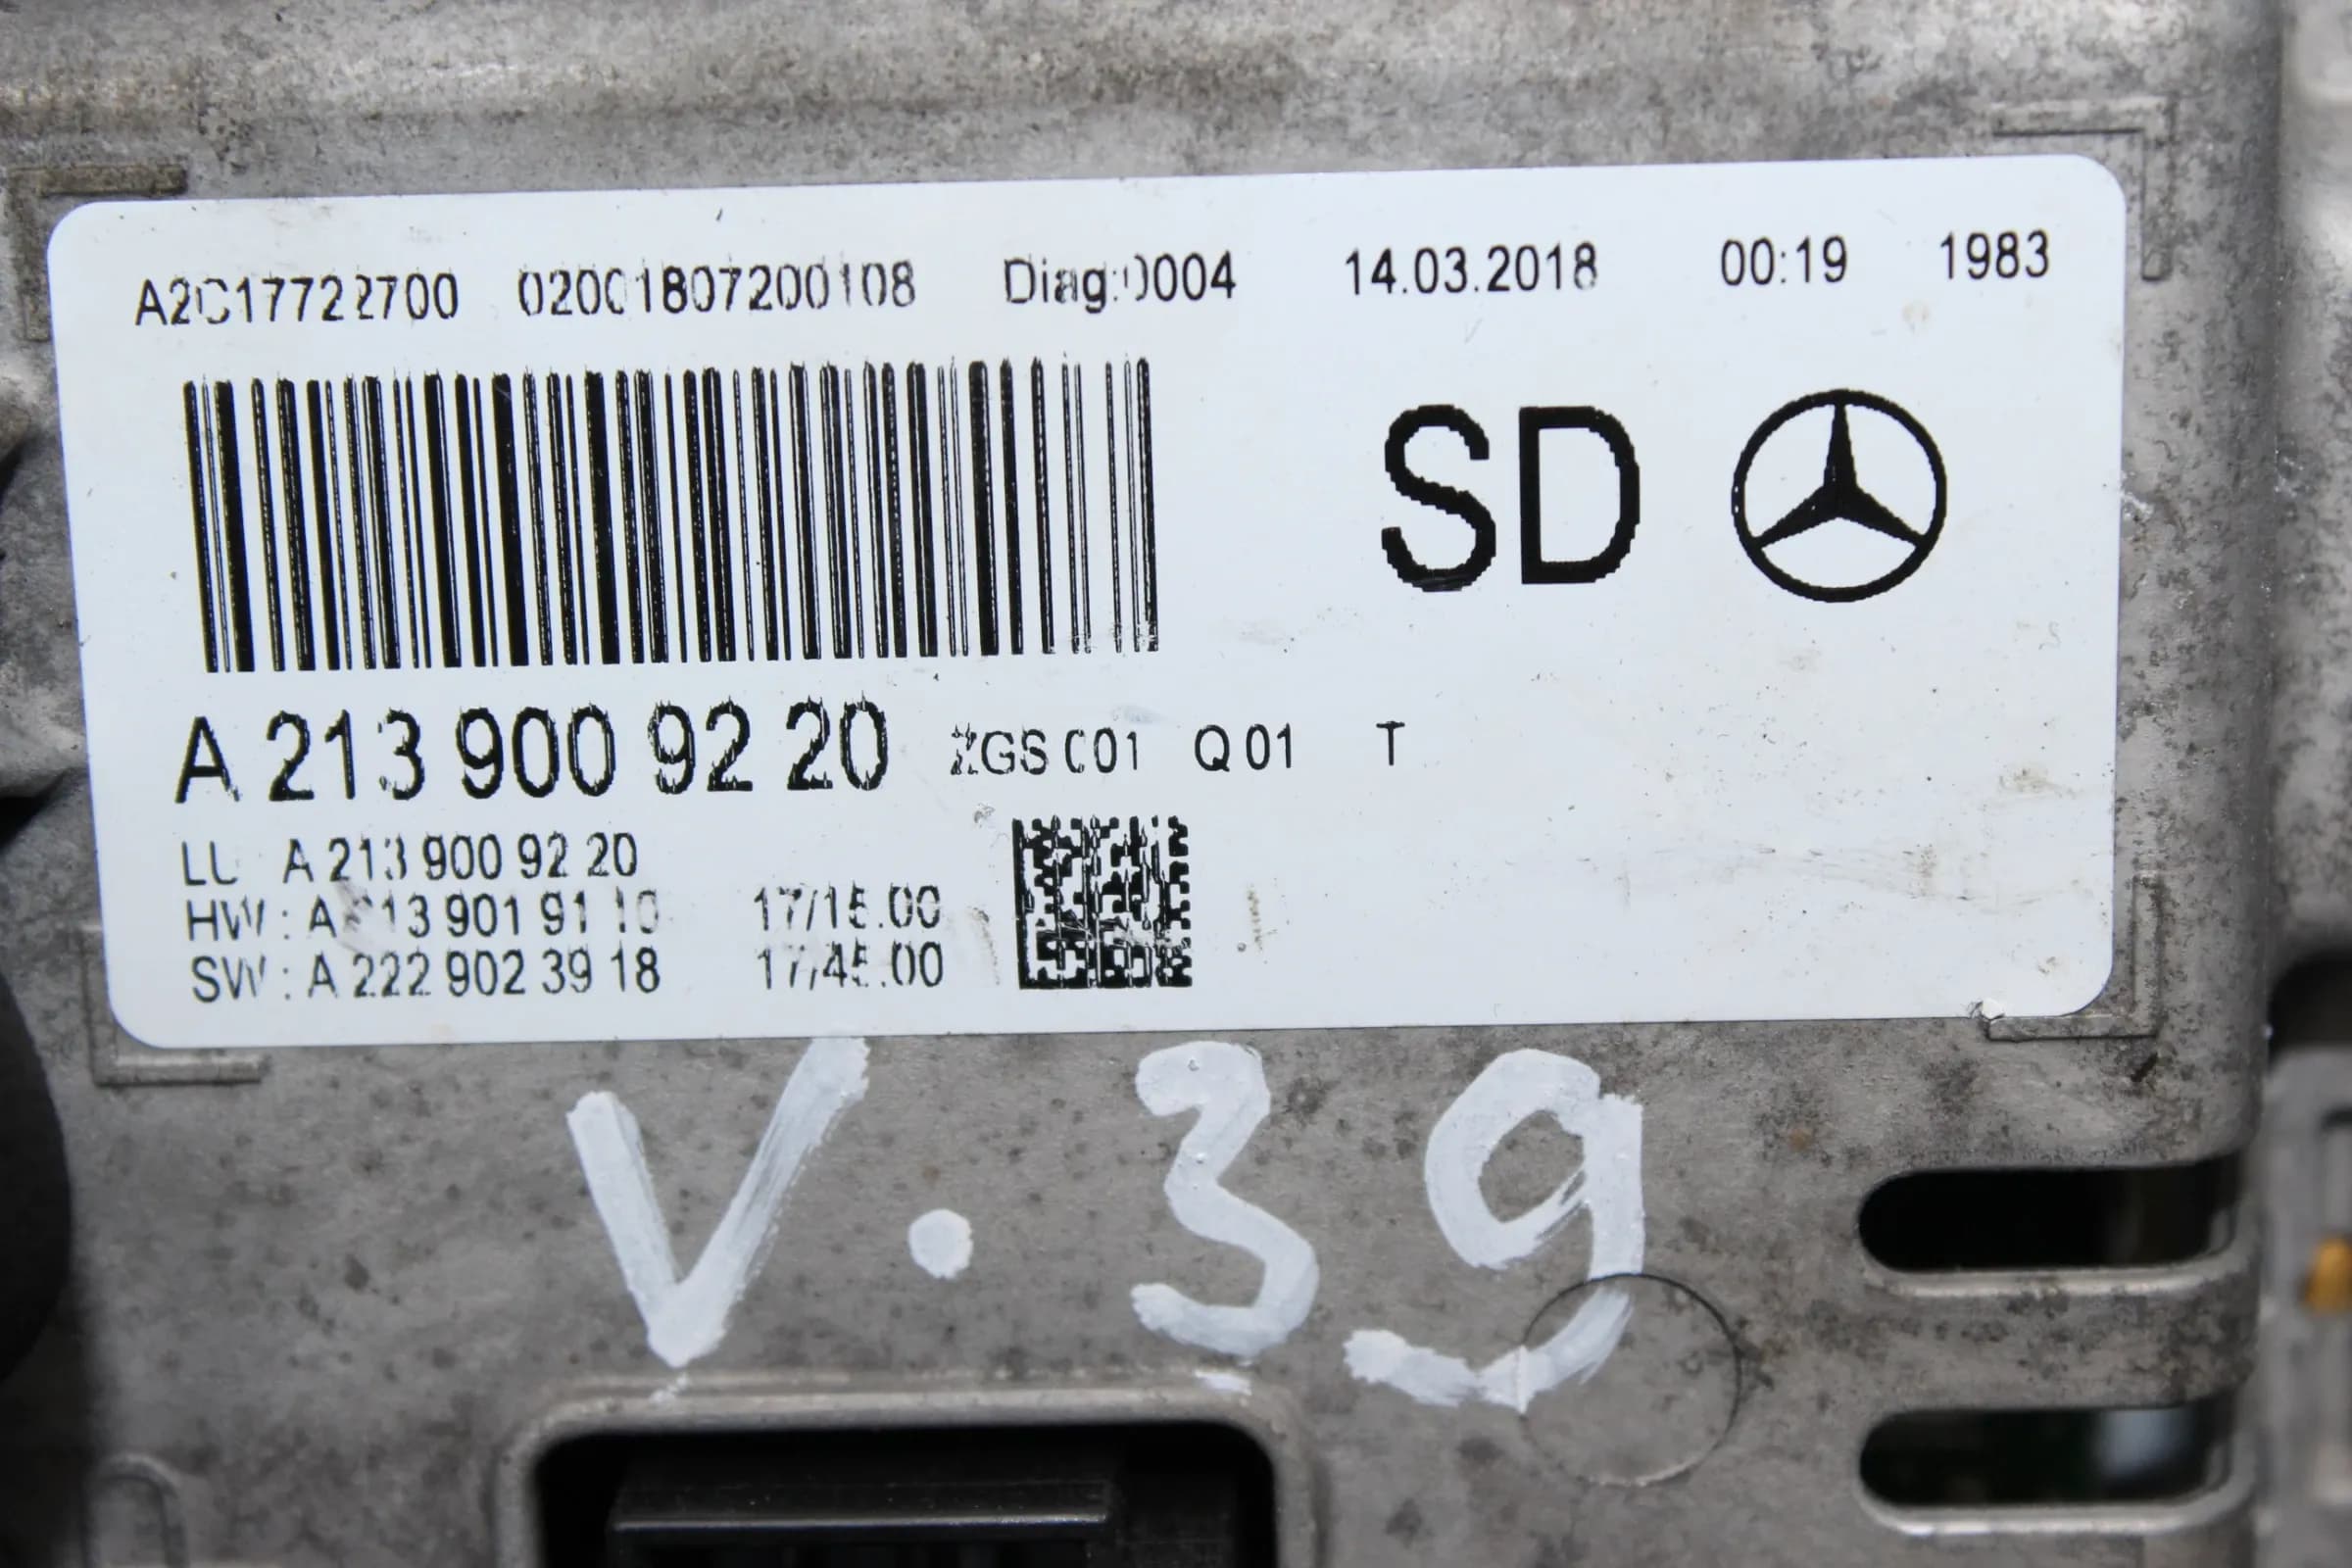 A2C17722700 02001807200108 Diag:0004 14.03.2018 00:19 1983
SD
A 213 900 92 20 ZGS 001 Q 01 T
LU A 213 900 92 20
HW : A 213 901 91 10 17/15.00
SW : A 222 902 39 18 17/45.00
V. 39